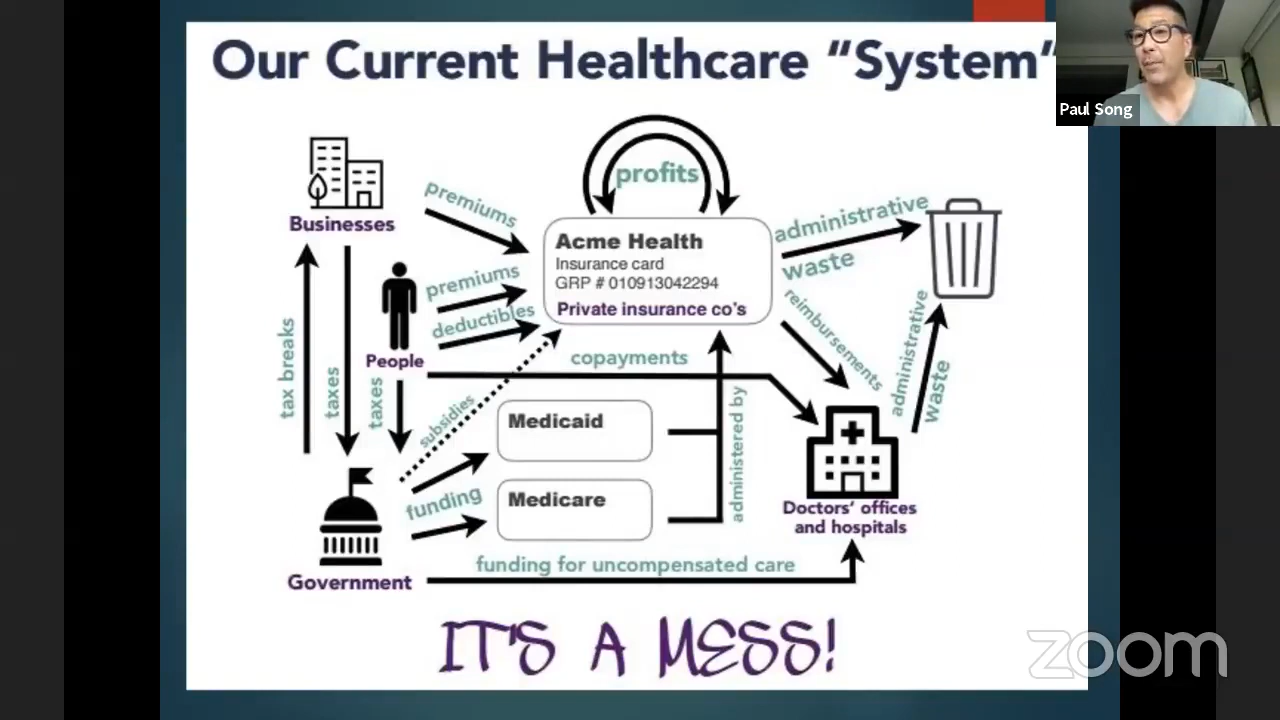 Our Current Healthcare “System”
Paul Song
profits
premiums
administrative
waste
Businesses
Acme Health
Insurance card
GRP # 010913042294
Private insurance co's
premiums
deductibles
reimbursements
People
copayments
tax breaks
taxes
taxes
subsidies
administrative
waste
Medicaid
administered by
Medicare
funding
Doctors' offices
and hospitals
funding for uncompensated care
Government
IT'S A MESS!
zoom